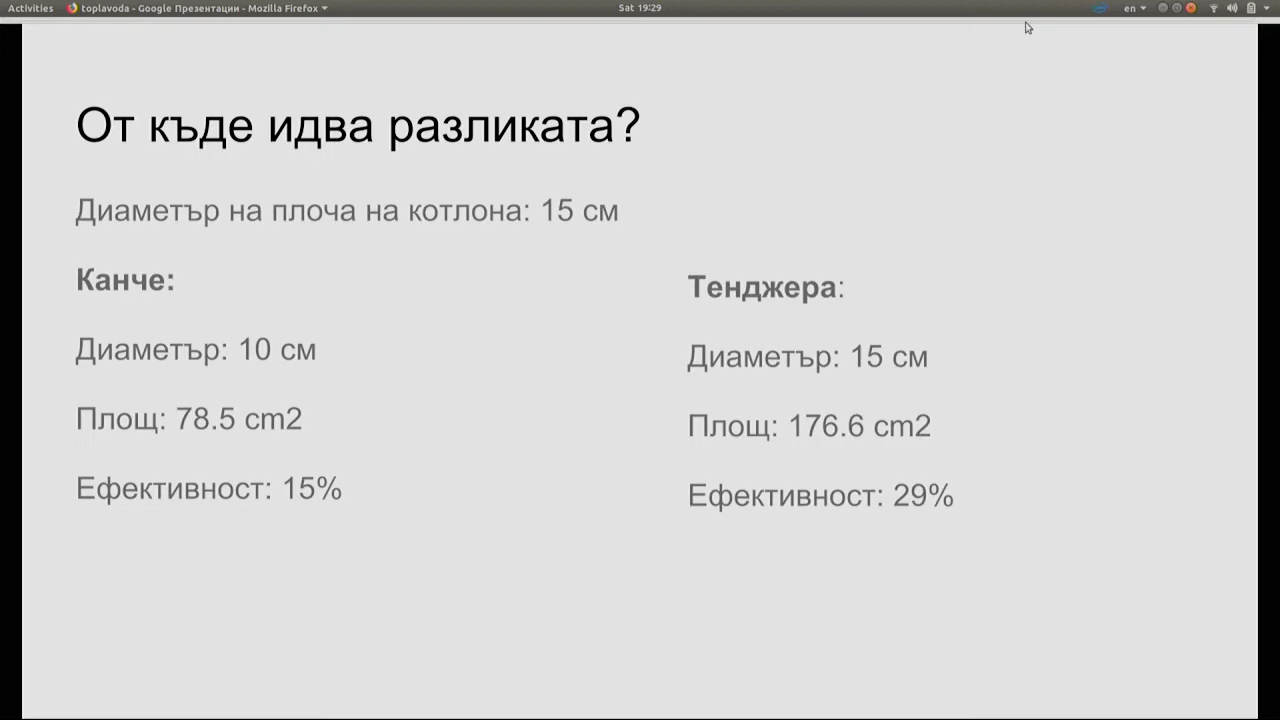 Activities toplavoda - Google Презентации - Mozilla Firefox Sat 19:29 en
От къде идва разликата?
Диаметър на плоча на котлона: 15 см
Канче:
Диаметър: 10 см
Площ: 78.5 cm2
Ефективност: 15%
Тенджера:
Диаметър: 15 см
Площ: 176.6 cm2
Ефективност: 29%